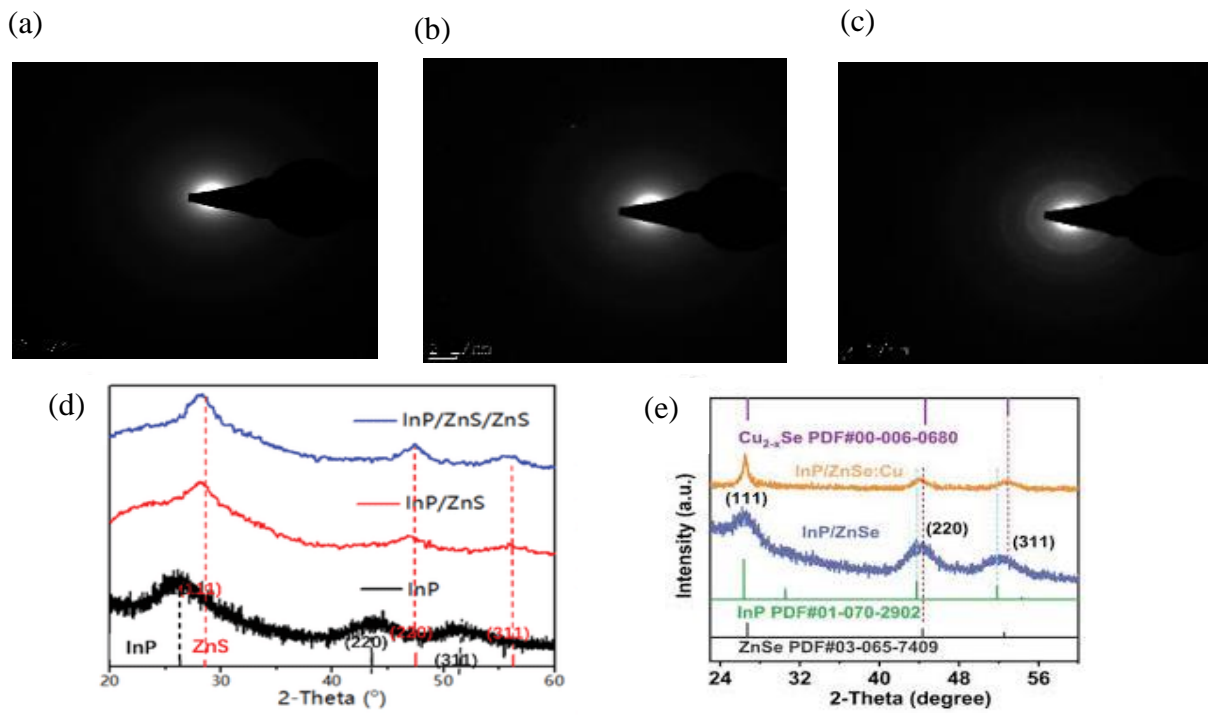 (a)
(b)
(c)
(d)
InP/ZnS/ZnS
InP/ZnS
InP
(111)
InP
ZnS
(220)
(220)
(311)
(311)
20
30
40
50
60
2-Theta (°)
(e)
Cu2-xSe PDF#00-006-0680
InP/ZnSe:Cu
(111)
InP/ZnSe
(220)
(311)
InP PDF#01-070-2902
ZnSe PDF#03-065-7409
Intensity (a.u.)
24
32
40
48
56
2-Theta (degree)